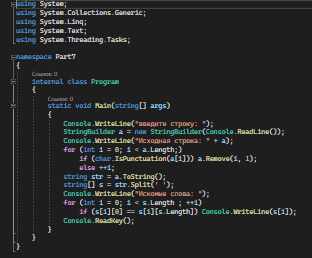 using System;
using System.Collections.Generic;
using System.Linq;
using System.Text;
using System.Threading.Tasks;
namespace Part7
{
Ссылок: 0
internal class Program
{
Ссылок: 0
static void Main(string[] args)
{
Console.WriteLine("введите строку: ");
StringBuilder a = new StringBuilder(Console.ReadLine());
Console.WriteLine("Исходная строка: " + a);
for (int i = 0; i < a.Length;)
if (char.IsPunctuation(a[i])) a.Remove(i, 1);
else ++i;
string str = a.ToString();
string[] s = str.Split(' ');
Console.WriteLine("Искомые слова: ");
for (int i = 0; i < s.Length ; ++i)
if (s[i][0] == s[i][s.Length]) Console.WriteLine(s[i]);
Console.ReadKey();
}
}
}